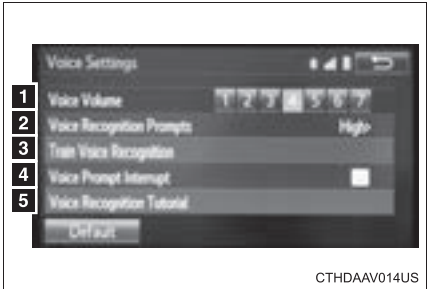 Voice Settings
1 Voice Volume 1 2 3 4 5 6 7
2 Voice Recognition Prompts High>
3 Train Voice Recognition
4 Voice Prompt Interrupt
5 Voice Recognition Tutorial
Default
CTHDAAV014US